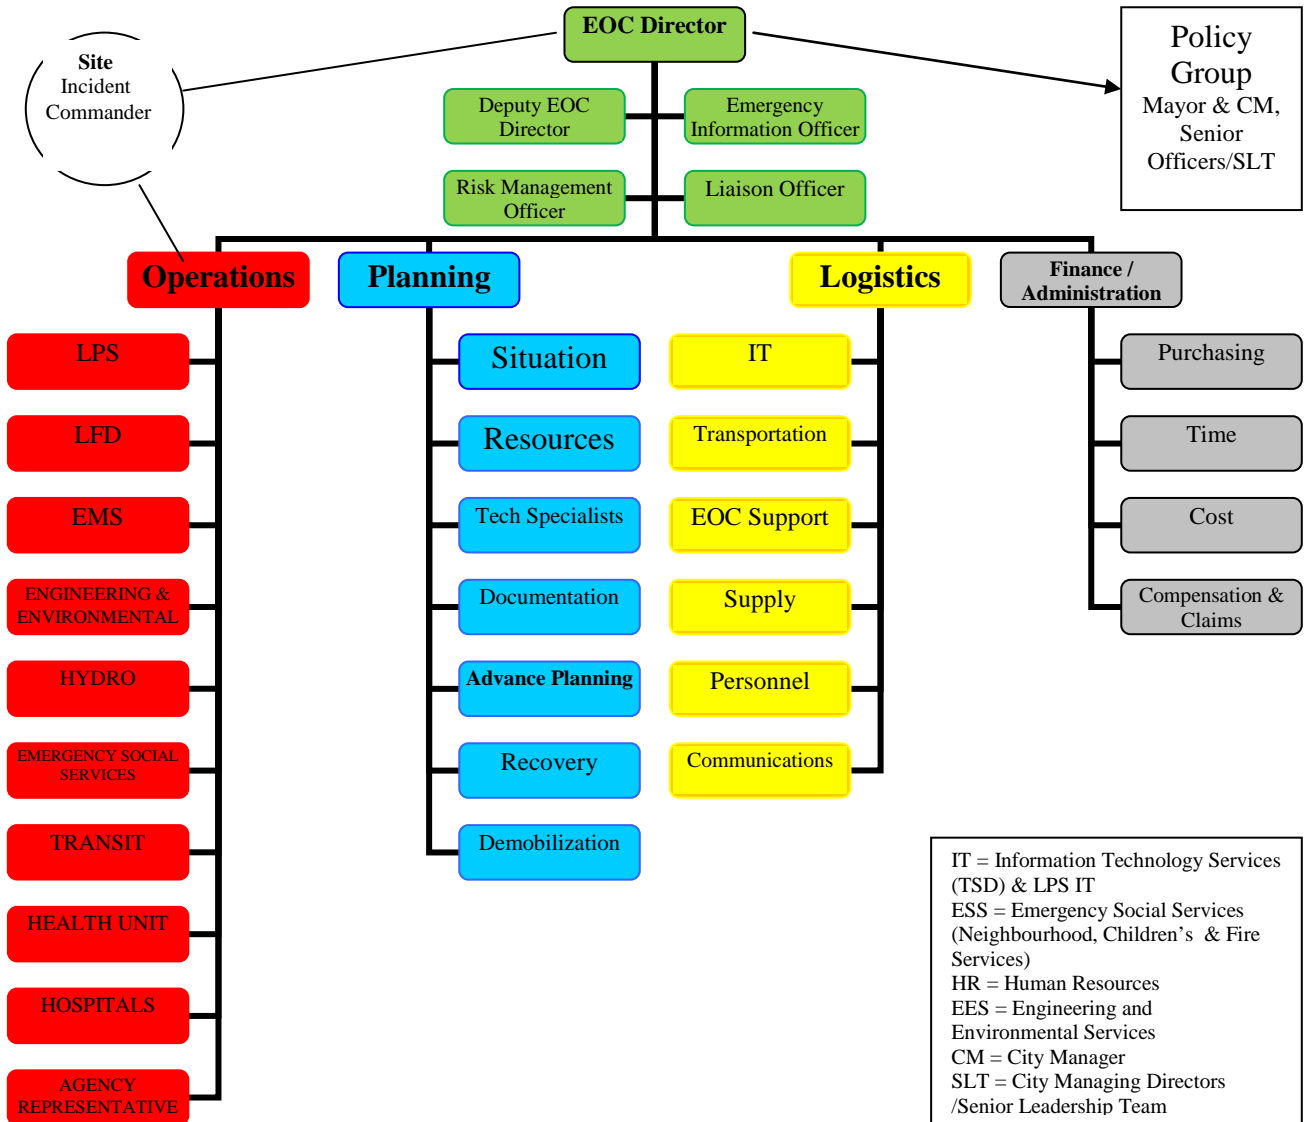 EOC Director
Site
Incident
Commander
Policy
Group
Mayor & CM,
Senior
Officers/SLT
Deputy EOC
Director
Emergency
Information Officer
Risk Management
Officer
Liaison Officer
Operations
Planning
Logistics
Finance /
Administration
LPS
LFD
EMS
ENGINEERING &
ENVIRONMENTAL
HYDRO
EMERGENCY SOCIAL
SERVICES
TRANSIT
HEALTH UNIT
HOSPITALS
AGENCY
REPRESENTATIVE
Situation
Resources
Tech Specialists
Documentation
Advance Planning
Recovery
Demobilization
IT
Transportation
EOC Support
Supply
Personnel
Communications
Purchasing
Time
Cost
Compensation &
Claims
IT = Information Technology Services
(TSD) & LPS IT
ESS = Emergency Social Services
(Neighbourhood, Children's & Fire
Services)
HR = Human Resources
EES = Engineering and
Environmental Services
CM = City Manager
SLT = City Managing Directors
/Senior Leadership Team